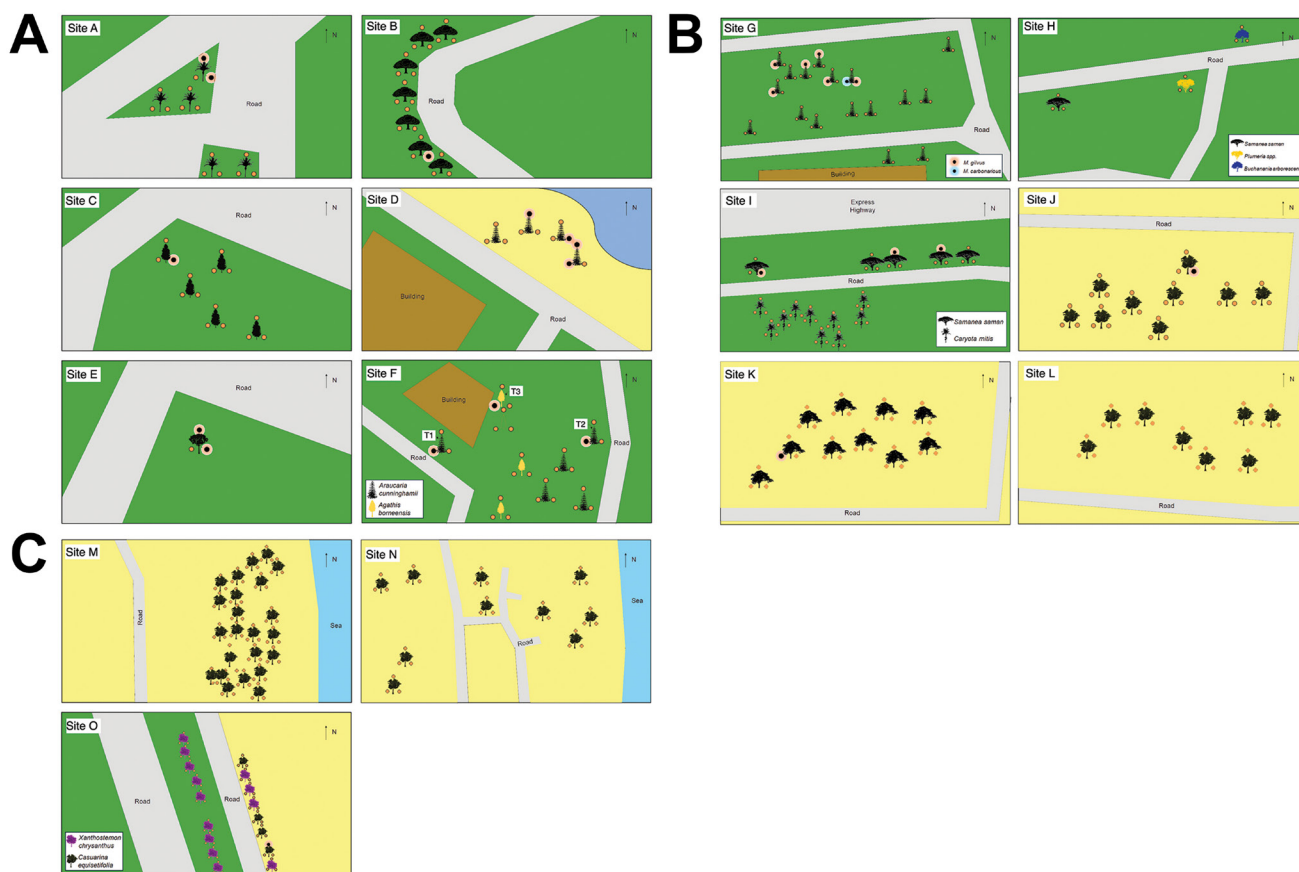 A
Site A
N
Road
Site B
N
Road
Site C
N
Road
Site D
N
Building
Road
Site E
N
Road
Site F
N
Building
T3
T1
T2
Road
Road
Araucaria
cunninghamii
Agathis
borneensis
B
Site G
N
Road
Building
M. gilvus
M. carbonaricus
Site H
N
Road
Samanea saman
Plumeria spp.
Buchanania arborescens
Site I
N
Express
Highway
Road
Samanea saman
Caryota mitis
Site J
N
Road
Site K
N
Road
Site L
N
Road
C
Site M
N
Road
Sea
Site N
N
Road
Sea
Site O
N
Road
Road
Xanthostemon
chrysanthus
Casuarina
equisetifolia